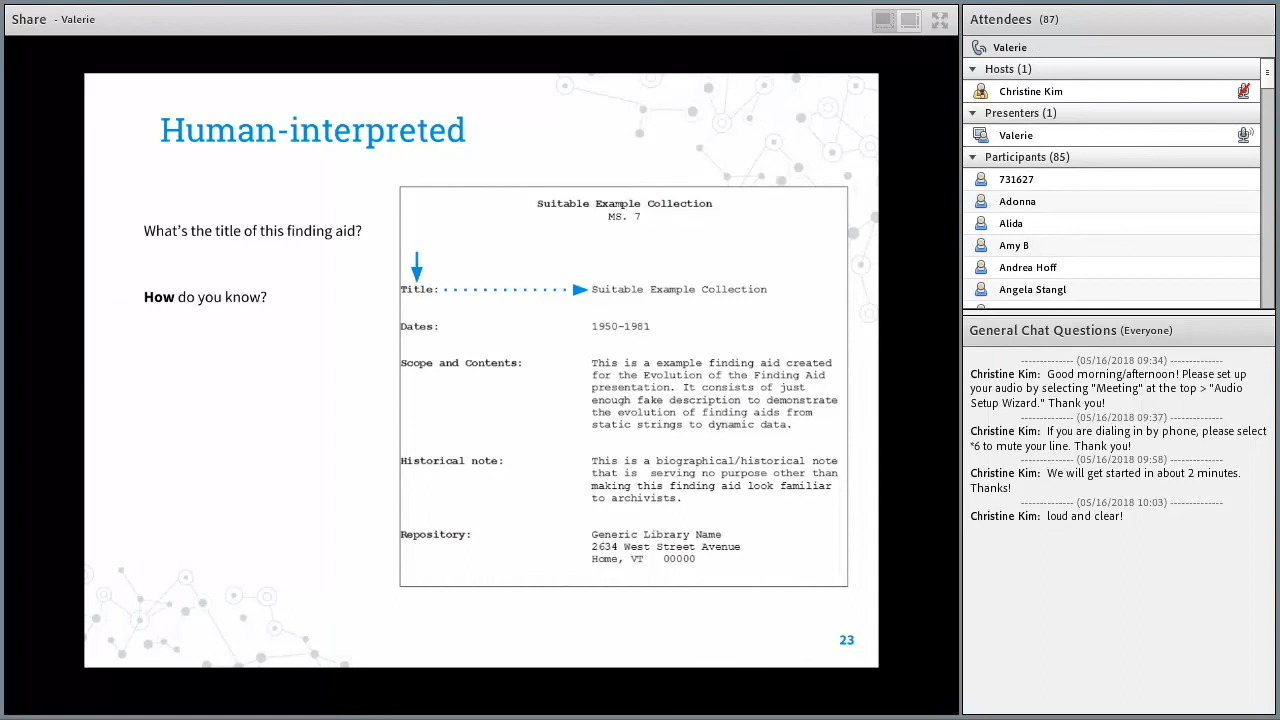 Share - Valerie
Human-interpreted
What's the title of this finding aid?
How do you know?
Suitable Example Collection
MS. 7
Title: Suitable Example Collection
Dates: 1950-1981
Scope and Contents: This is a example finding aid created
for the Evolution of the Finding Aid
presentation. It consists of just
enough fake description to demonstrate
the evolution of finding aids from
static strings to dynamic data.
Historical note: This is a biographical/historical note
that is serving no purpose other than
making this finding aid look familiar
to archivists.
Repository: Generic Library Name
2634 West Street Avenue
Home, VT 00000
23
Attendees (87)
Valerie
Hosts (1)
Christine Kim
Presenters (1)
Valerie
Participants (85)
731627
Adonna
Alida
Amy B
Andrea Hoff
Angela Stangl
General Chat Questions (Everyone)
------------- (05/16/2018 09:34) -------------
Christine Kim: Good morning/afternoon! Please set up
your audio by selecting "Meeting" at the top > "Audio
Setup Wizard." Thank you!
------------- (05/16/2018 09:37) -------------
Christine Kim: If you are dialing in by phone, please select
*6 to mute your line. Thank you!
------------- (05/16/2018 09:58) -------------
Christine Kim: We will get started in about 2 minutes.
Thanks!
------------- (05/16/2018 10:03) -------------
Christine Kim: loud and clear!